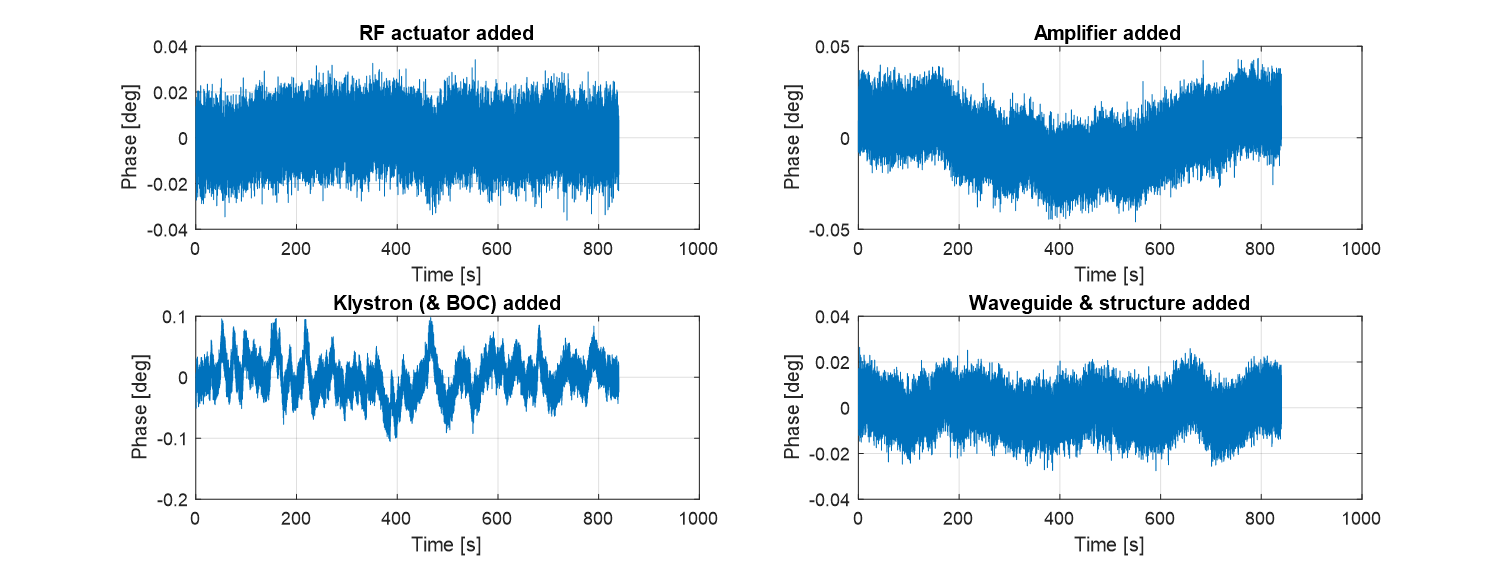 RF actuator added
0.04
0.02
0
-0.02
-0.04
Phase [deg]
0 200 400 600 800 1000
Time [s]
Amplifier added
0.05
0
-0.05
Phase [deg]
0 200 400 600 800 1000
Time [s]
Klystron (& BOC) added
0.1
0
-0.1
-0.2
Phase [deg]
0 200 400 600 800 1000
Time [s]
Waveguide & structure added
0.04
0.02
0
-0.02
-0.04
Phase [deg]
0 200 400 600 800 1000
Time [s]